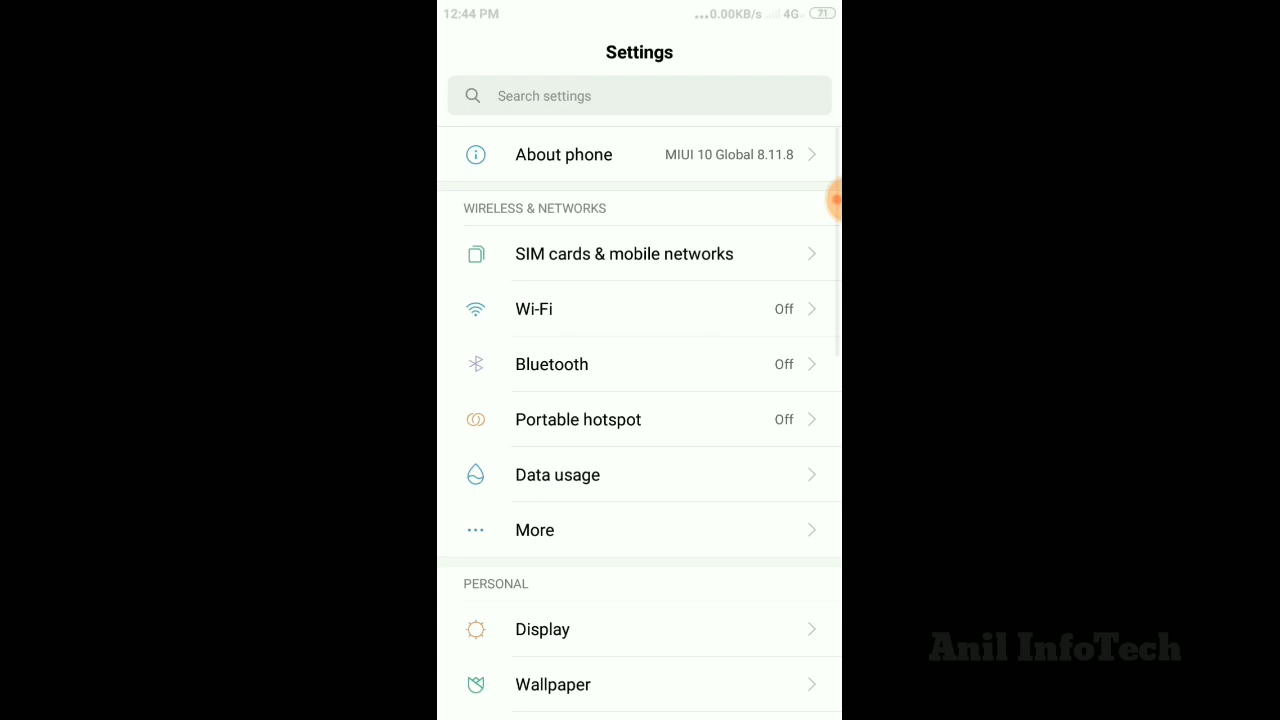 12:44 PM ...0.00KB/s 4G 71
Settings
Search settings
About phone MIUI 10 Global 8.11.8
WIRELESS & NETWORKS
SIM cards & mobile networks
Wi-Fi Off
Bluetooth Off
Portable hotspot Off
Data usage
More
PERSONAL
Display
Wallpaper
Anil InfoTech